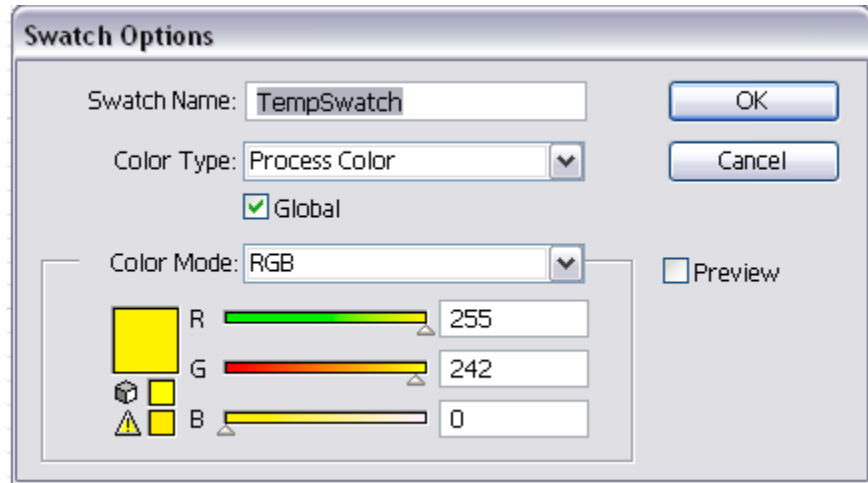 Swatch Options
Swatch Name: TempSwatch OK
Color Type: Process Color Cancel
Global
Color Mode: RGB Preview
R 255
G 242
B 0